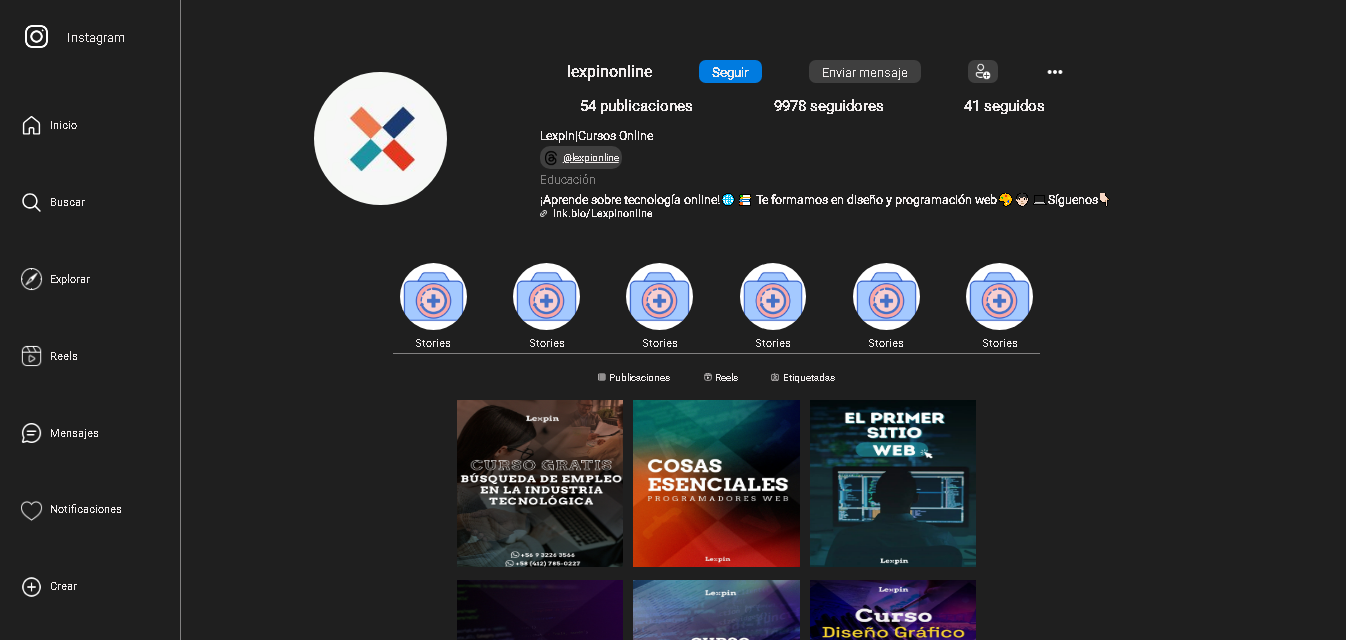 Instagram
Inicio
Buscar
Explorar
Reels
Mensajes
Notificaciones
Crear
lexpinonline
Seguir
Enviar mensaje
54 publicaciones
9978 seguidores
41 seguidos
Lexpin|Cursos Online
@lexpionline
Educación
¡Aprende sobre tecnología online!🌐 📚 Te formamos en diseño y programación web🎨 🧑🏻 💻 Síguenos👇🏻
lnk.bio/Lexpinonline
Stories
Stories
Stories
Stories
Stories
Stories
Publicaciones
Reels
Etiquetadas
Lexpin
CURSO GRATIS
BÚSQUEDA DE EMPLEO
EN LA INDUSTRIA
TECNOLÓGICA
+56 9 3226 3566
+58 (412) 785-0227
COSAS
ESENCIALES
PROGRAMADORES WEB
Lexpin
EL PRIMER
SITIO
WEB
Lexpin
Lexpin
CURSO
Lexpin
Curso
Diseño Gráfico